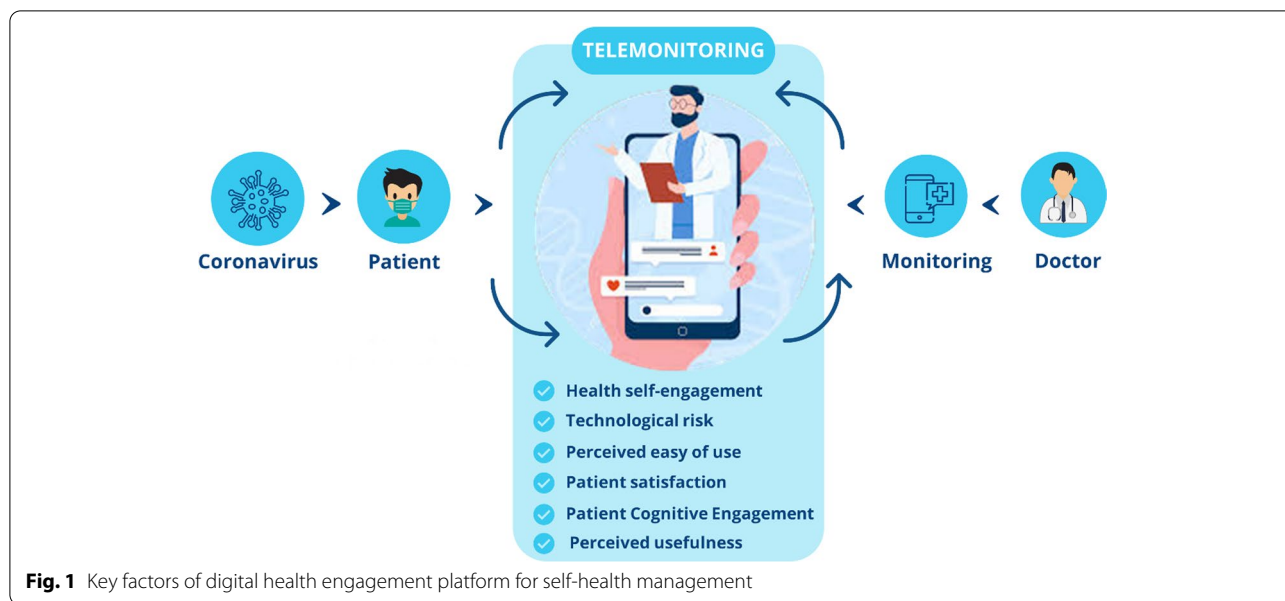 TELEMONITORING
Coronavirus
Patient
Monitoring
Doctor
Health self-engagement
Technological risk
Perceived easy of use
Patient satisfaction
Patient Cognitive Engagement
Perceived usefulness
Fig. 1 Key factors of digital health engagement platform for self-health management